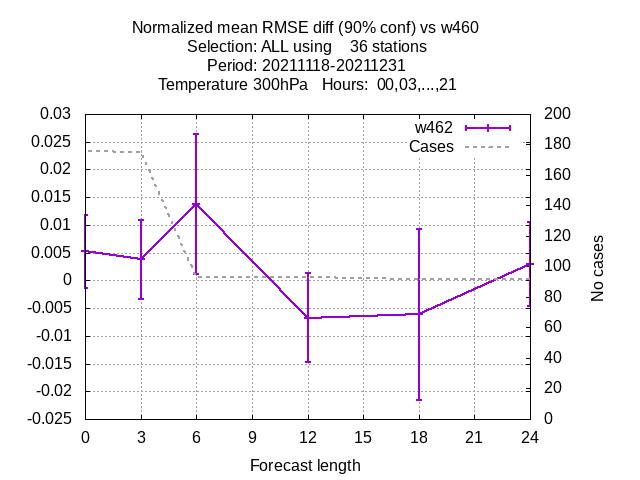 Normalized mean RMSE diff (90% conf) vs w460
Selection: ALL using    36 stations
Period: 20211118-20211231
Temperature 300hPa   Hours:  00,03,...,21
w462
Cases
0.03
0.025
0.02
0.015
0.01
0.005
0
-0.005
-0.01
-0.015
-0.02
-0.025
200
180
160
140
120
100
80
60
40
20
0
No cases
0 3 6 9 12 15 18 21 24
Forecast length